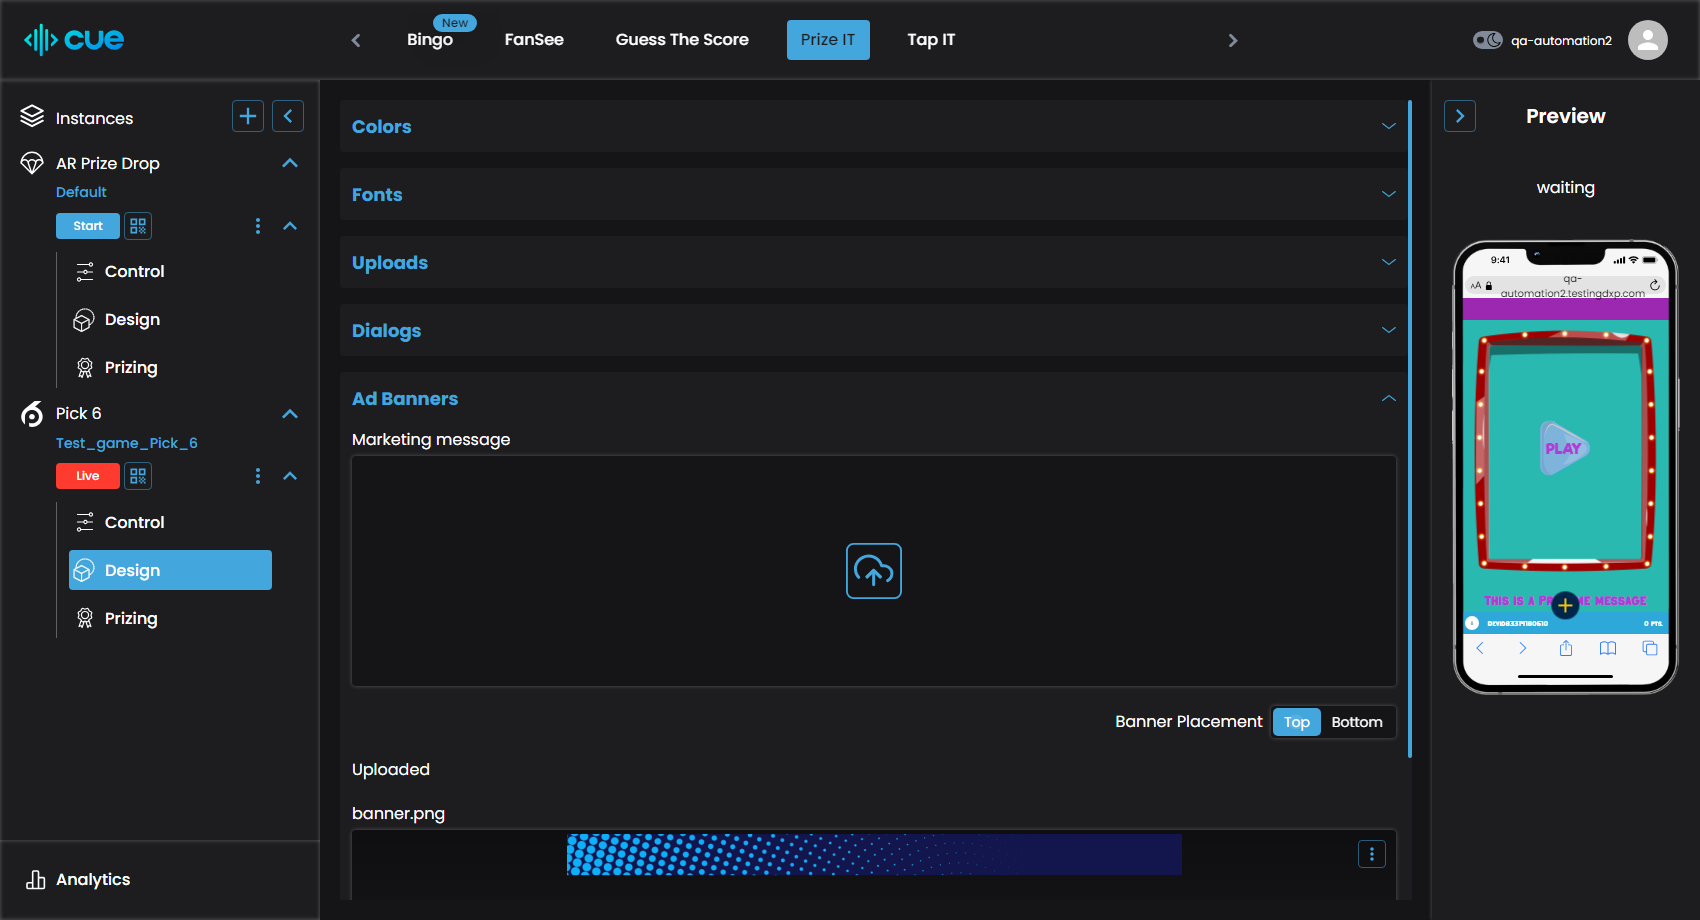 cue
New
Bingo
FanSee
Guess The Score
Prize IT
Tap IT
qa-automation2
Instances
AR Prize Drop
Default
Start
Control
Design
Prizing
Pick 6
Test_game_Pick_6
Live
Control
Design
Prizing
Analytics
Colors
Fonts
Uploads
Dialogs
Ad Banners
Marketing message
Banner Placement
Top
Bottom
Uploaded
banner.png
Preview
waiting
9:41
AA
qa-
automation2.testingdxp.com
PLAY
THIS IS A PR ME MESSAGE
0 PTS.